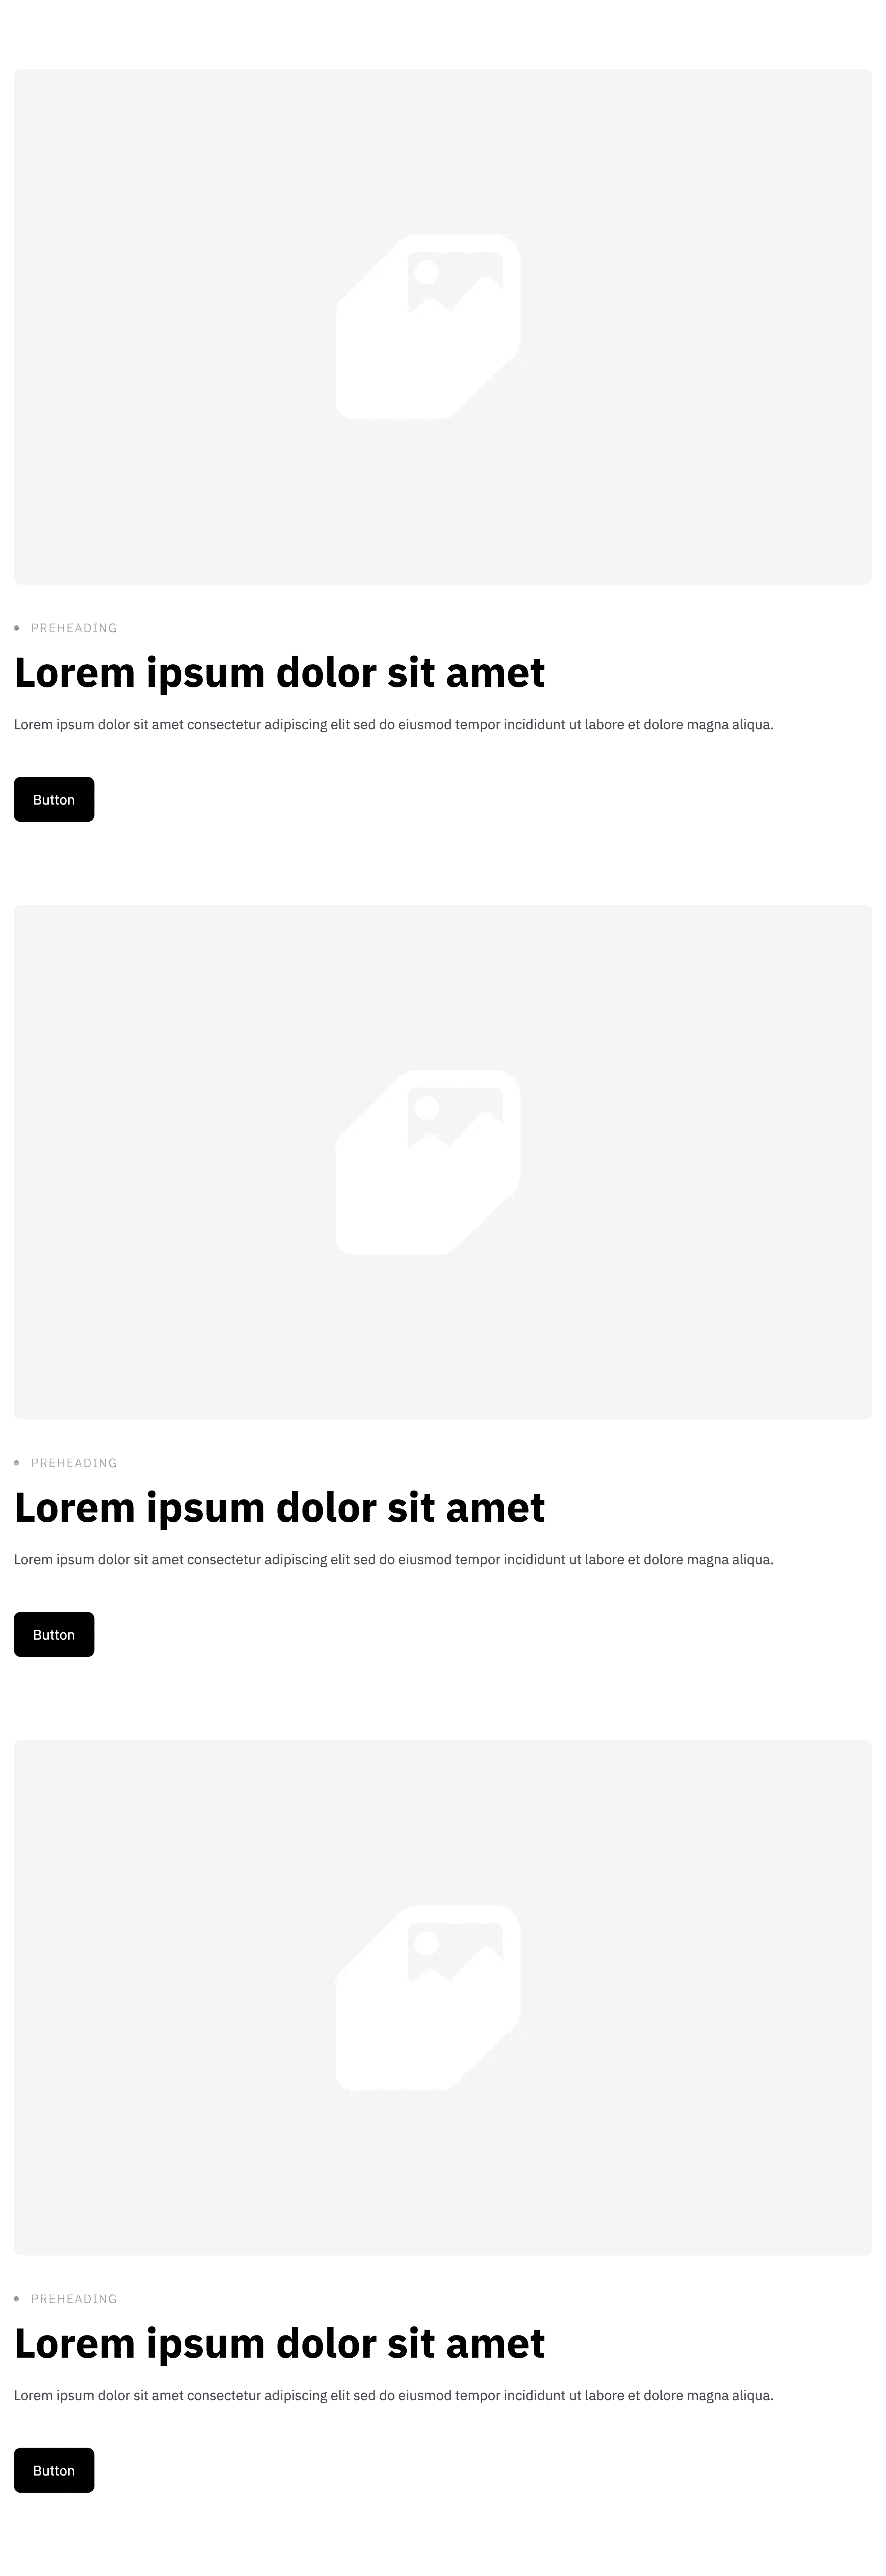 PREHEADING
Lorem ipsum dolor sit amet
Lorem ipsum dolor sit amet consectetur adipiscing elit sed do eiusmod tempor incididunt ut labore et dolore magna aliqua.
Button
PREHEADING
Lorem ipsum dolor sit amet
Lorem ipsum dolor sit amet consectetur adipiscing elit sed do eiusmod tempor incididunt ut labore et dolore magna aliqua.
Button
PREHEADING
Lorem ipsum dolor sit amet
Lorem ipsum dolor sit amet consectetur adipiscing elit sed do eiusmod tempor incididunt ut labore et dolore magna aliqua.
Button